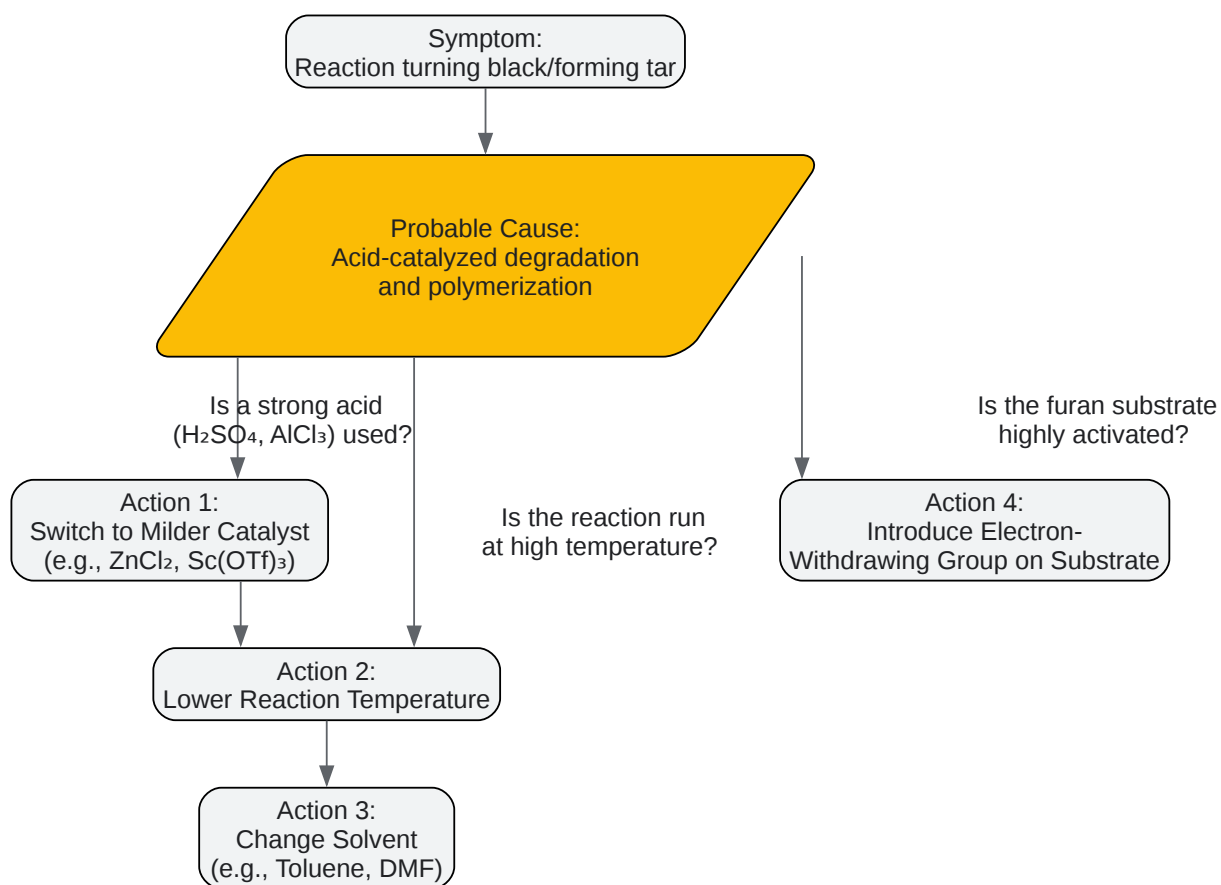 Symptom:
Reaction turning black/forming tar
Probable Cause:
Acid-catalyzed degradation
and polymerization
Is a strong acid
(H₂SO₄, AlCl₃) used?
Is the furan substrate
highly activated?
Action 1:
Switch to Milder Catalyst
(e.g., ZnCl₂, Sc(OTf)₃)
Is the reaction run
at high temperature?
Action 4:
Introduce Electron-
Withdrawing Group on Substrate
Action 2:
Lower Reaction Temperature
Action 3:
Change Solvent
(e.g., Toluene, DMF)